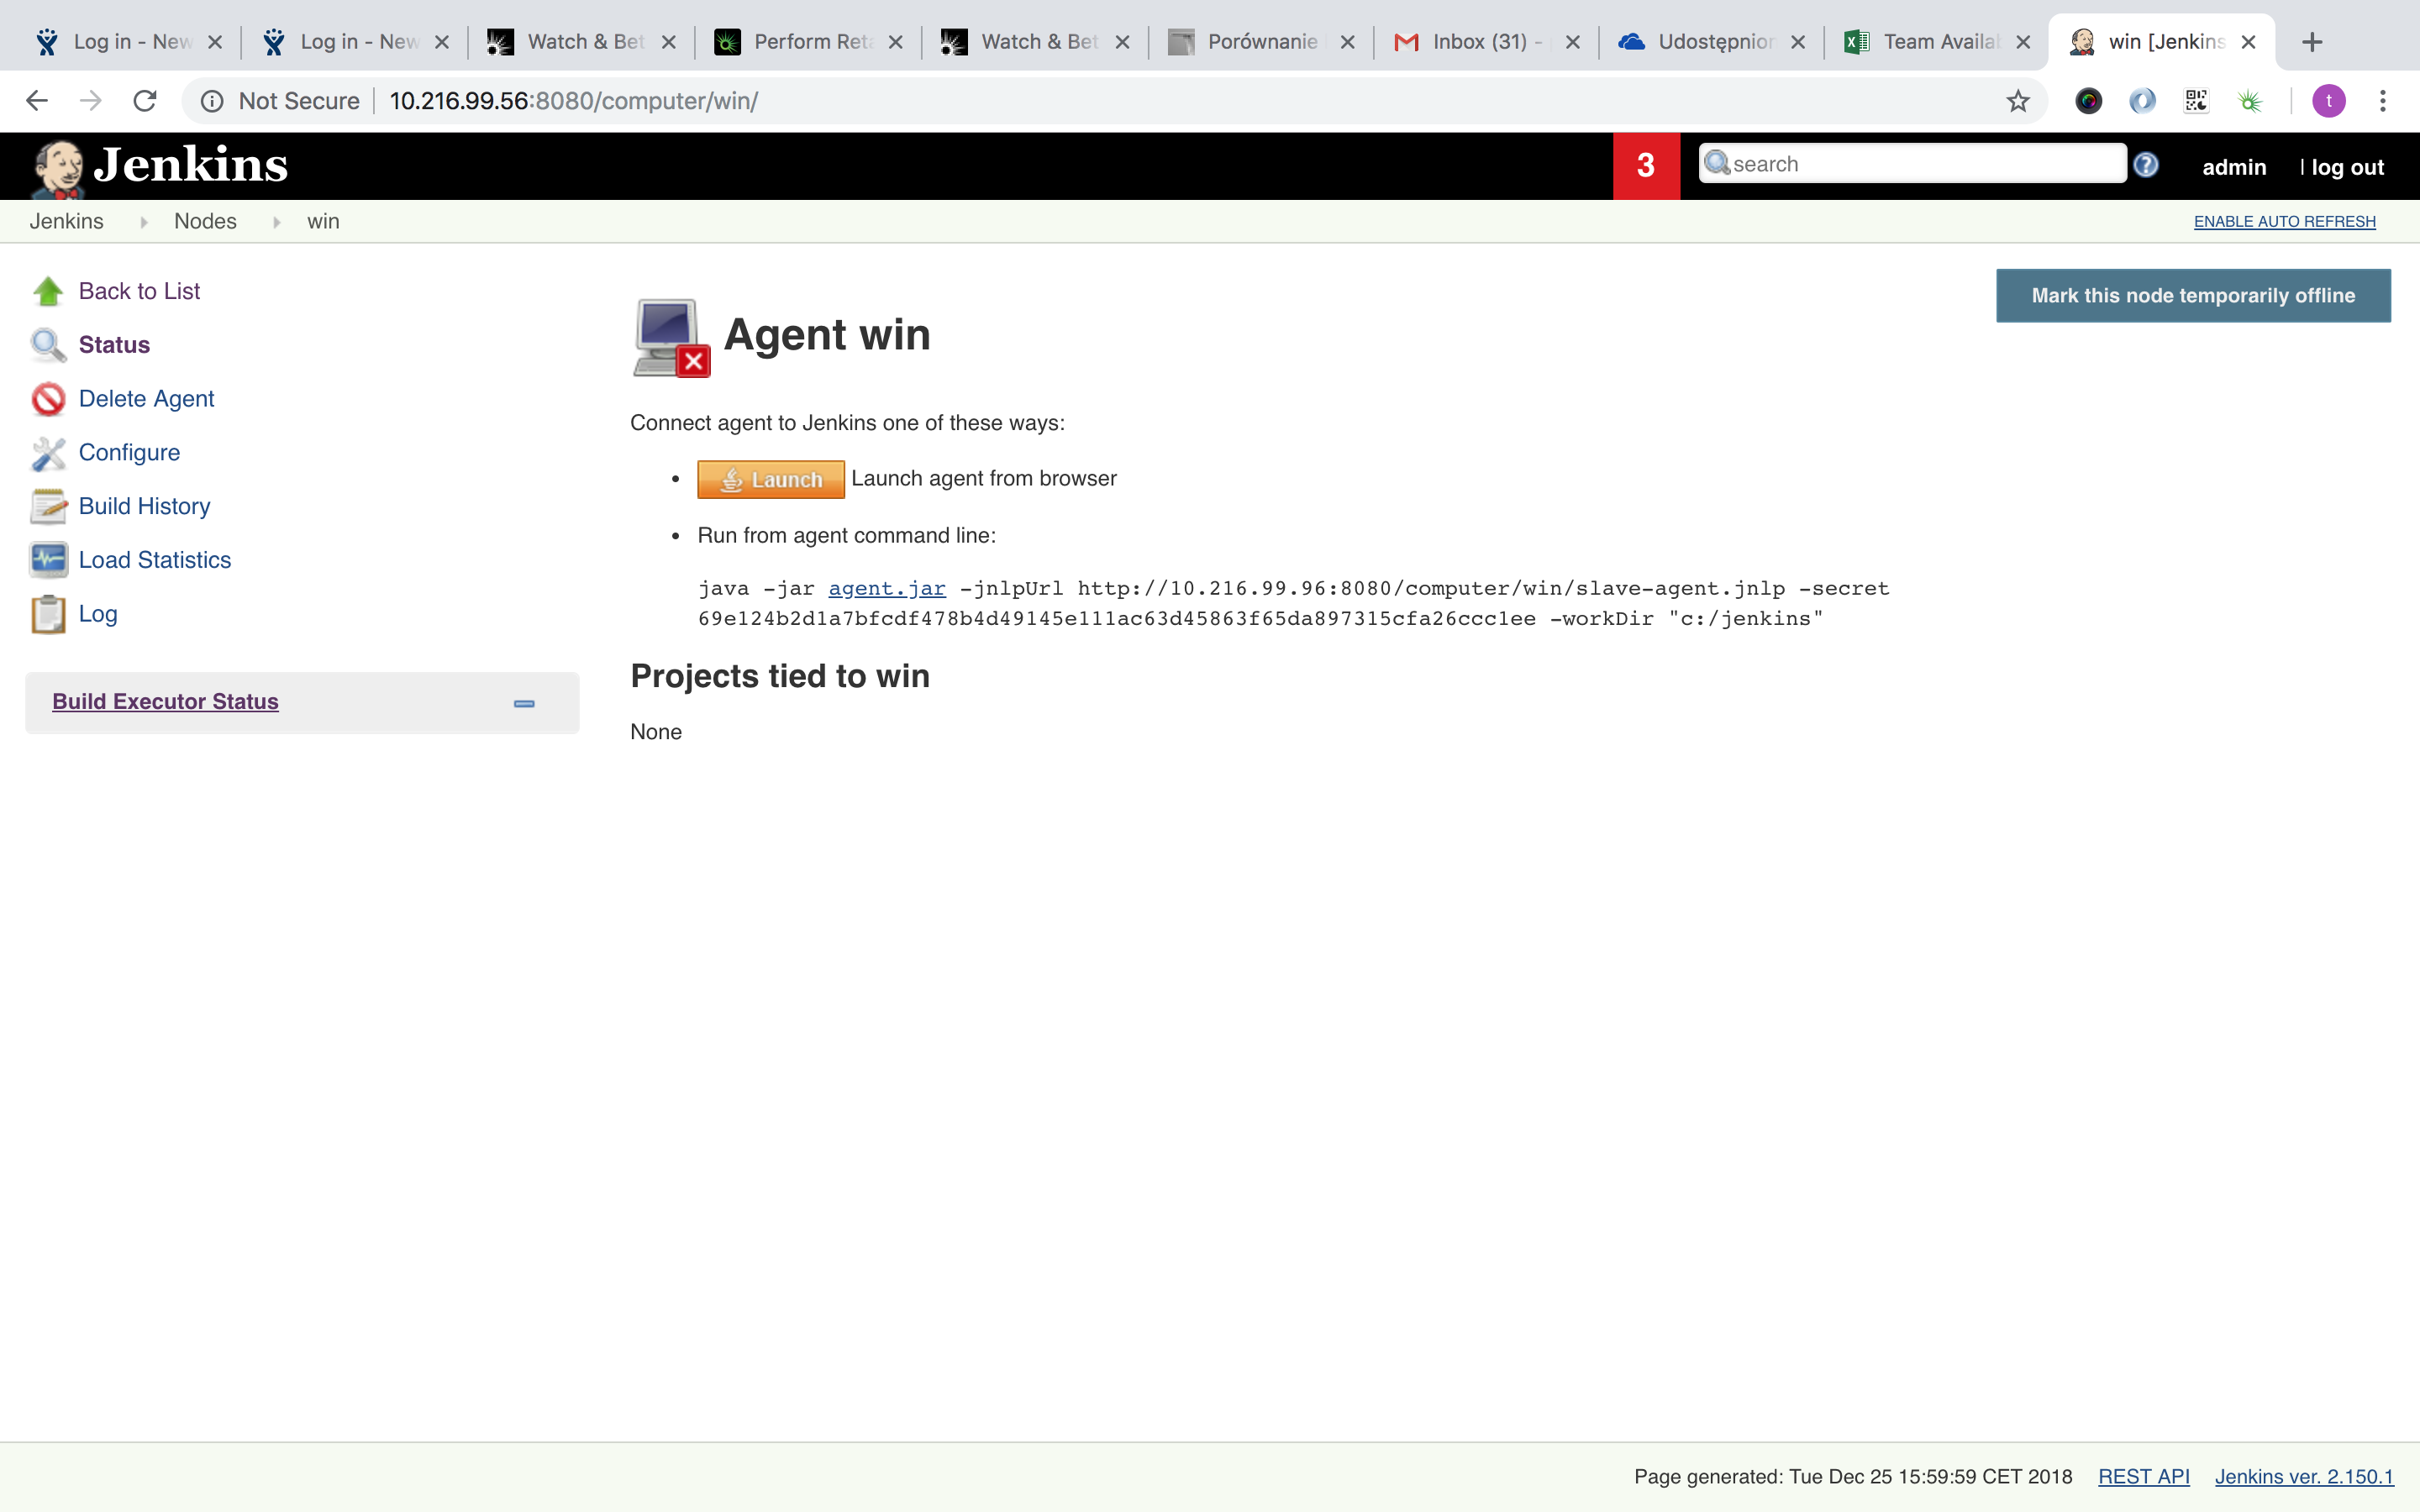 Log in - New
Log in - New
Watch & Bet
Perform Reta
Watch & Bet
Porównanie
Inbox (31) -
Udostępnion
Team Availab
win [Jenkins
Not Secure
10.216.99.56:8080/computer/win/
t
Jenkins
3
search
admin
| log out
Jenkins
Nodes
win
ENABLE AUTO REFRESH
Back to List
Status
Delete Agent
Configure
Build History
Load Statistics
Log
Build Executor Status
Agent win
Mark this node temporarily offline
Connect agent to Jenkins one of these ways:
• Launch Launch agent from browser
• Run from agent command line:
java -jar agent.jar -jnlpUrl http://10.216.99.96:8080/computer/win/slave-agent.jnlp -secret
69e124b2d1a7bfcdf478b4d49145e111ac63d45863f65da897315cfa26ccc1ee -workDir "c:/jenkins"
Projects tied to win
None
Page generated: Tue Dec 25 15:59:59 CET 2018
REST API
Jenkins ver. 2.150.1